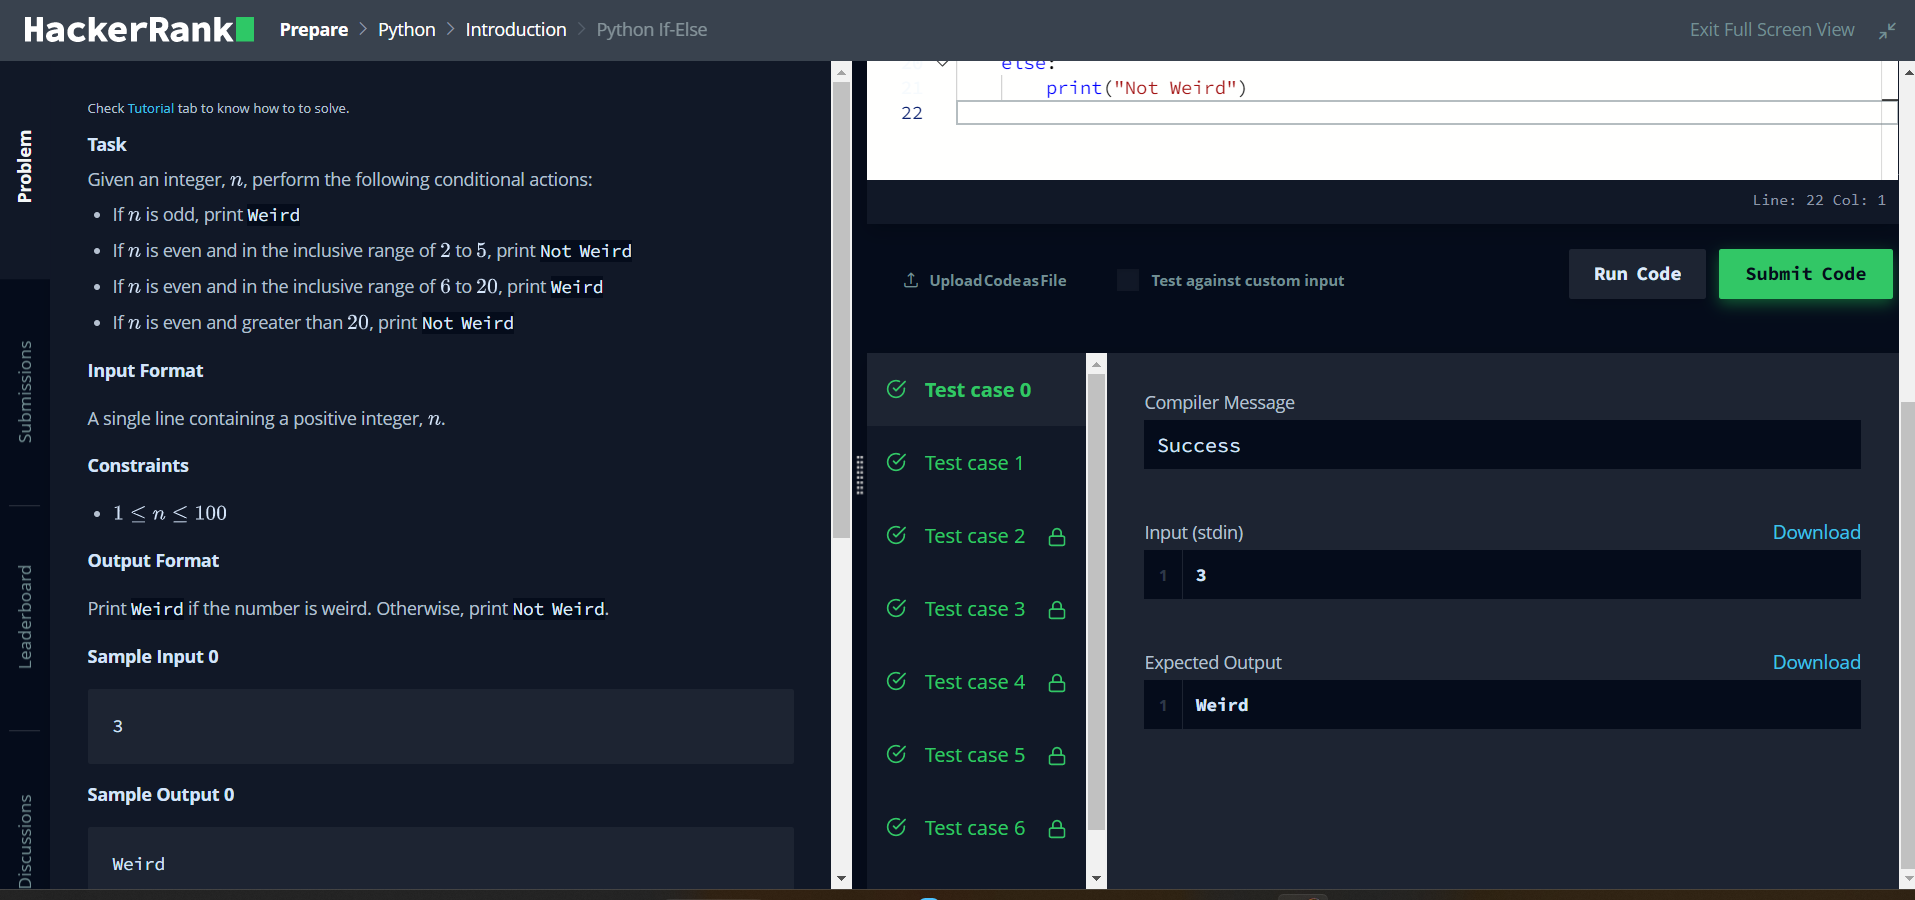 HackerRank Prepare > Python > Introduction > Python If-Else
Exit Full Screen View
Problem
Submissions
Leaderboard
Discussions
Check Tutorial tab to know how to to solve.
Task
Given an integer, n, perform the following conditional actions:
• If n is odd, print Weird
• If n is even and in the inclusive range of 2 to 5, print Not Weird
• If n is even and in the inclusive range of 6 to 20, print Weird
• If n is even and greater than 20, print Not Weird
Input Format
A single line containing a positive integer, n.
Constraints
• 1 ≤ n ≤ 100
Output Format
Print Weird if the number is weird. Otherwise, print Not Weird.
Sample Input 0
3
Sample Output 0
Weird
else:
21 print("Not Weird")
22
Line: 22 Col: 1
Upload Code as File
Test against custom input
Run Code
Submit Code
Test case 0
Test case 1
Test case 2
Test case 3
Test case 4
Test case 5
Test case 6
Compiler Message
Success
Input (stdin) Download
1 3
Expected Output Download
1 Weird